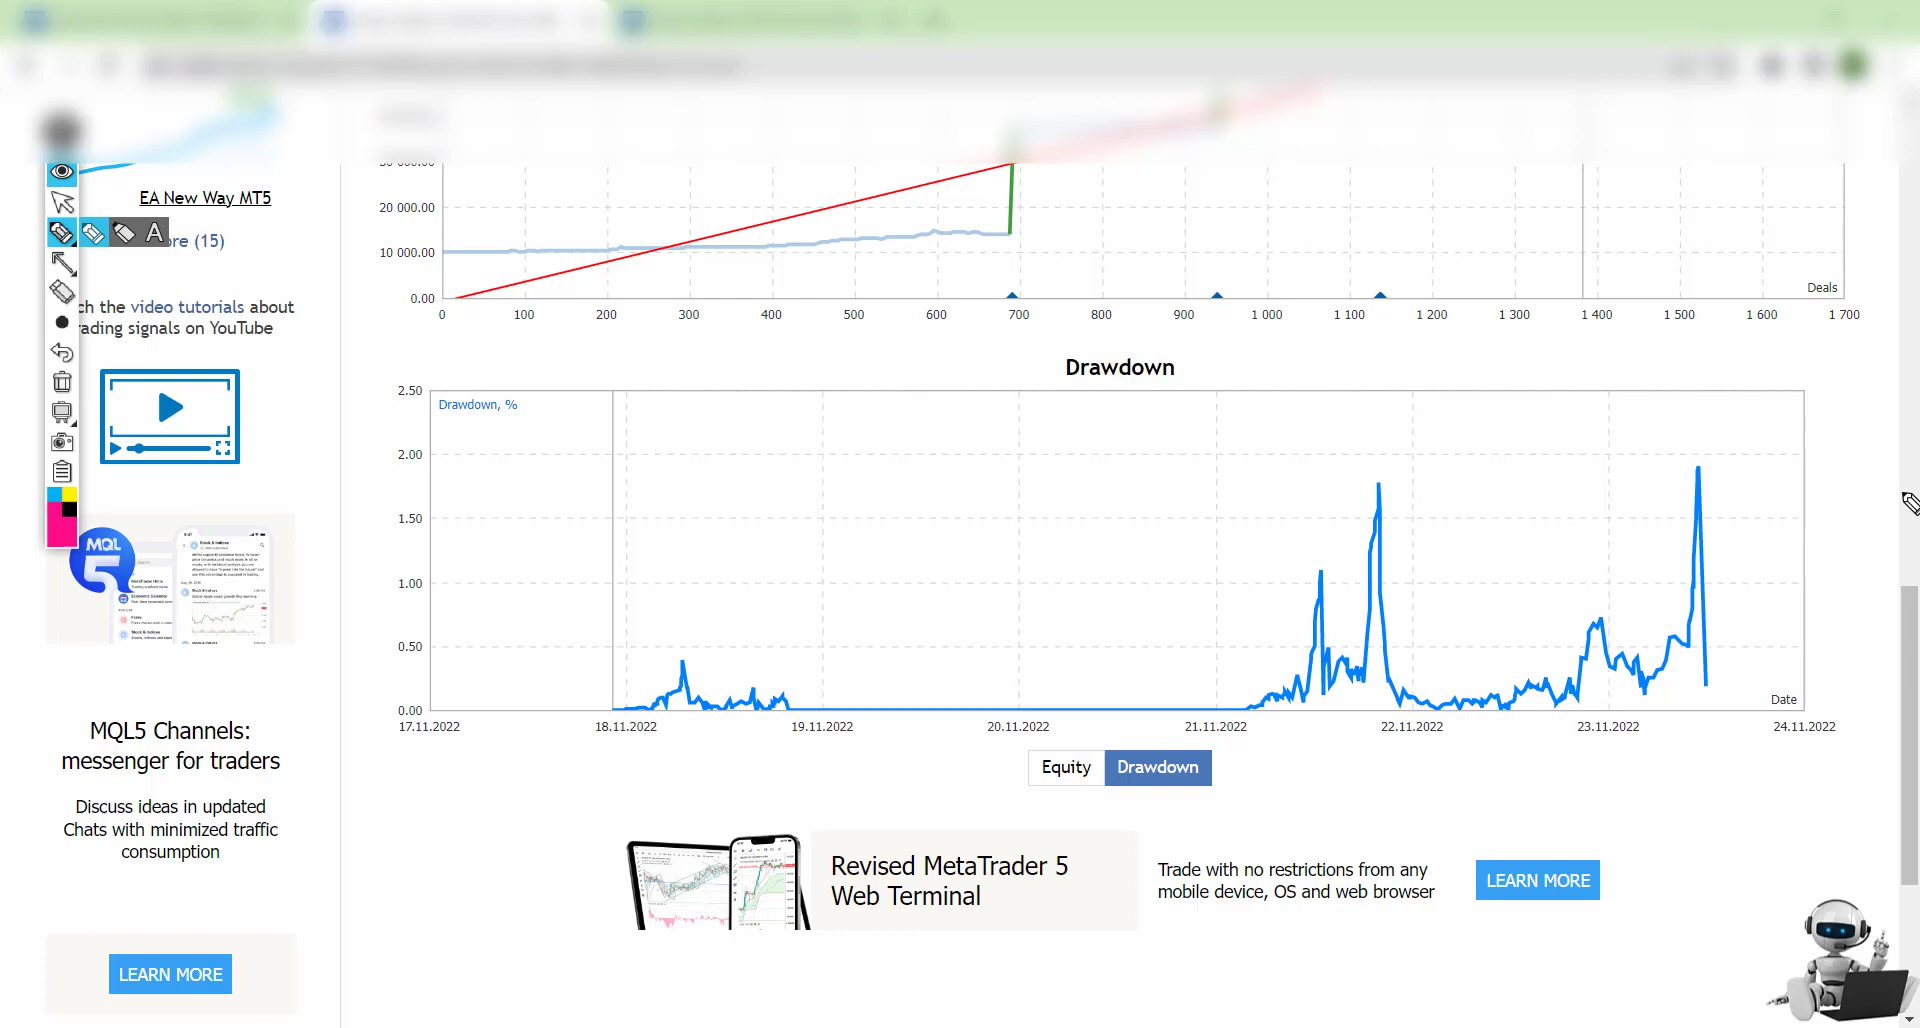 EA New Way MT5
ore (15)
ch the video tutorials about
rading signals on YouTube
MQL
5
MQL5 Channels:
messenger for traders
Discuss ideas in updated
Chats with minimized traffic
consumption
LEARN MORE
20 000.00
10 000.00
0.00
Deals
0 100 200 300 400 500 600 700 800 900 1 000 1 100 1 200 1 300 1 400 1 500 1 600 1 700
Drawdown
Drawdown, %
2.50
2.00
1.50
1.00
0.50
0.00
Date
17.11.2022 18.11.2022 19.11.2022 20.11.2022 21.11.2022 22.11.2022 23.11.2022 24.11.2022
Equity Drawdown
Revised MetaTrader 5
Web Terminal
Trade with no restrictions from any
mobile device, OS and web browser
LEARN MORE
A